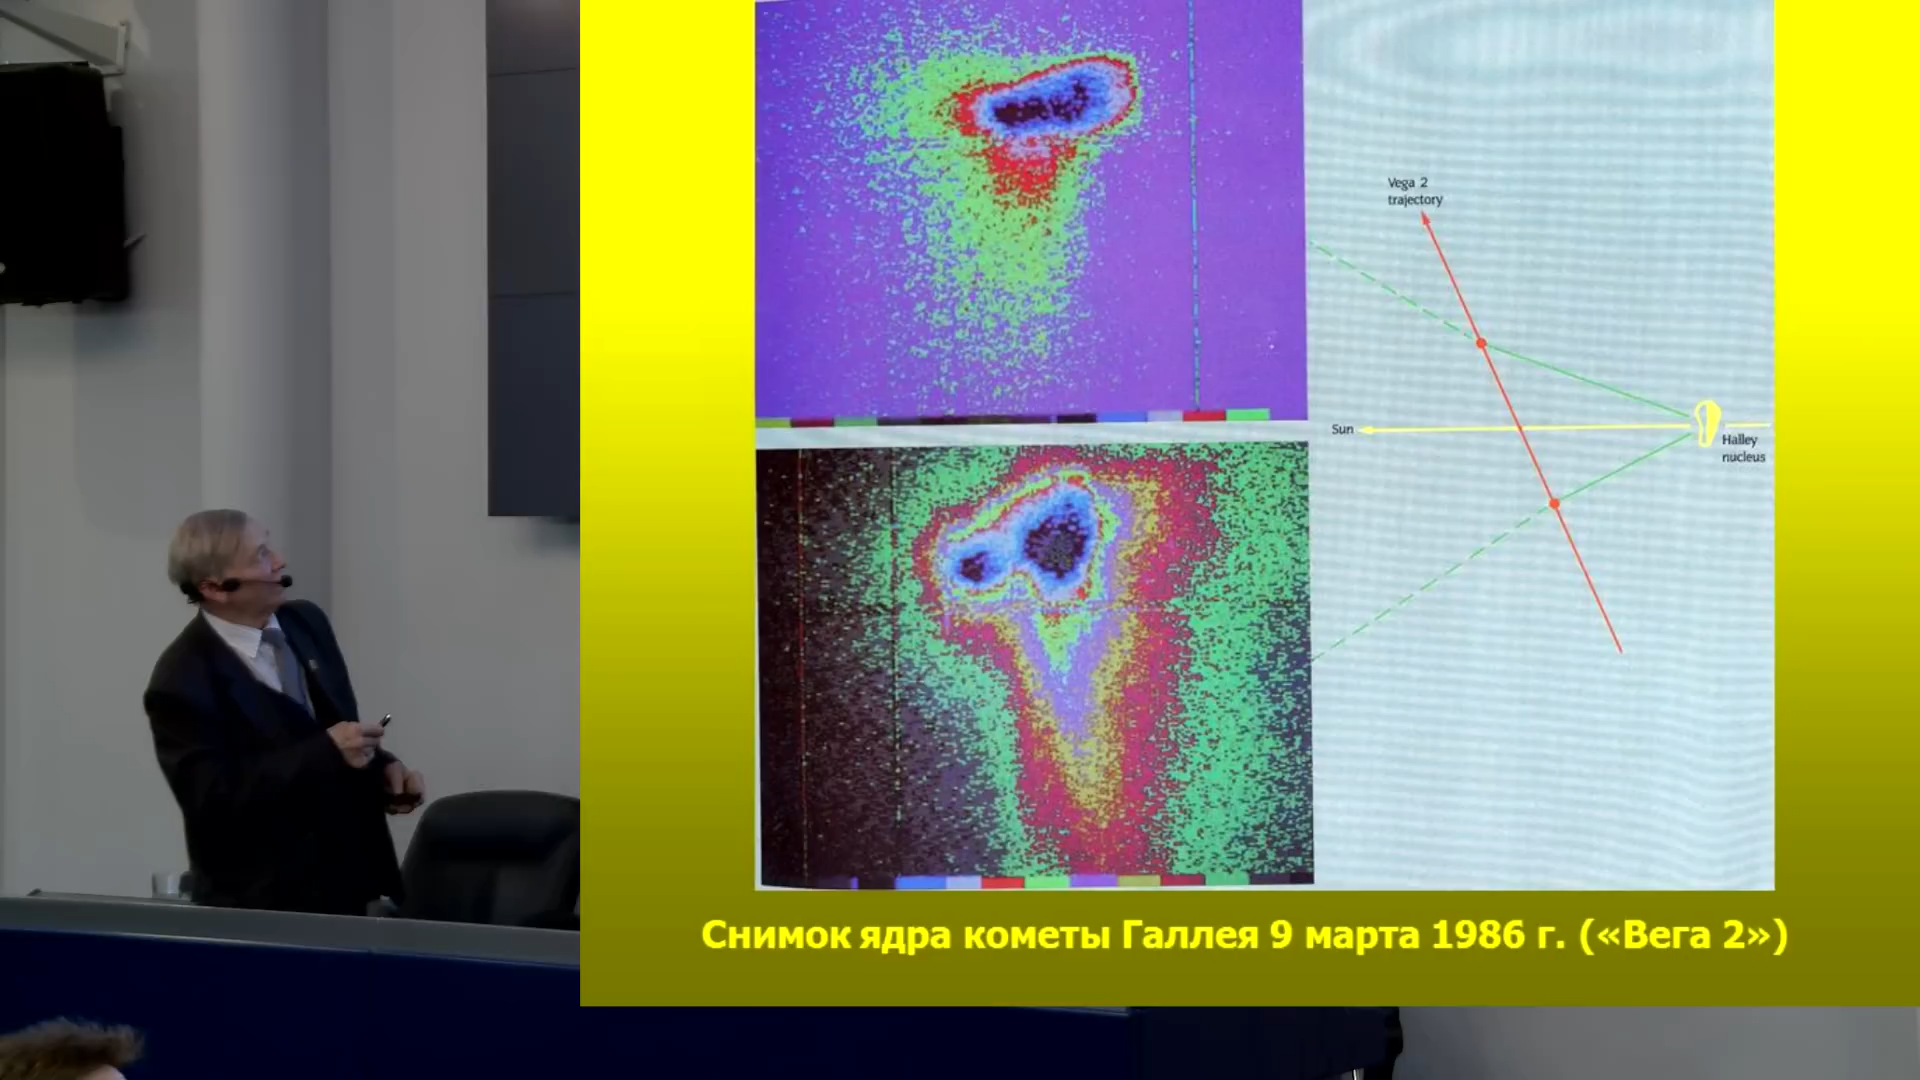 Vega 2
trajectory
Sun
Halley
nucleus
Снимок ядра кометы Галлея 9 марта 1986 г. («Вега 2»)